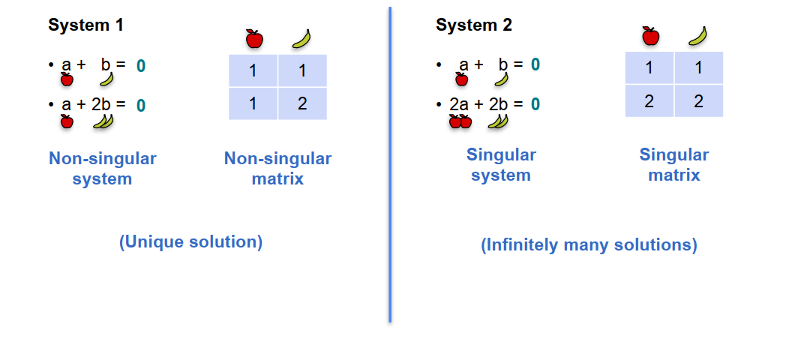 System 1
• a + b = 0
• a + 2b = 0
1 1
1 2
Non-singular
system
Non-singular
matrix
(Unique solution)
System 2
• a + b = 0
• 2a + 2b = 0
1 1
2 2
Singular
system
Singular
matrix
(Infinitely many solutions)